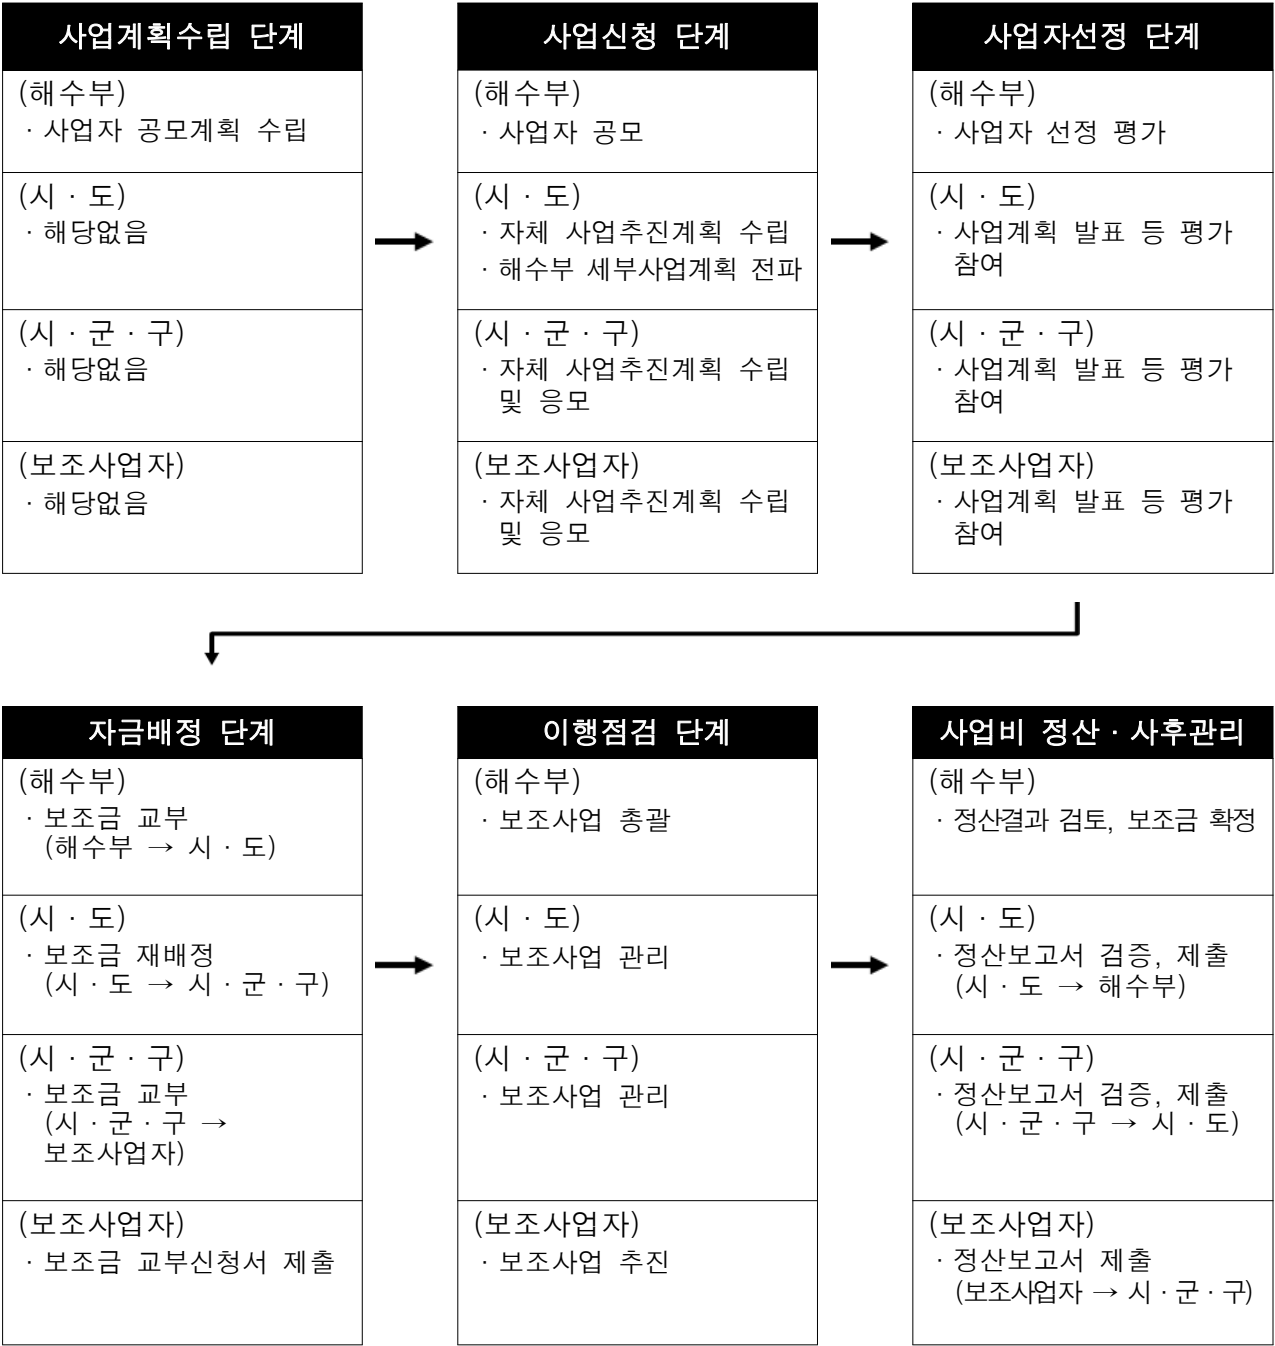 사업계획수립 단계
(해수부)
· 사업자 공모계획 수립
(시 · 도)
· 해당없음
(시 · 군 · 구)
· 해당없음
(보조사업자)
· 해당없음
사업신청 단계
(해수부)
· 사업자 공모
(시 · 도)
· 자체 사업추진계획 수립
· 해수부 세부사업계획 전파
(시 · 군 · 구)
· 자체 사업추진계획 수립
및 응모
(보조사업자)
· 자체 사업추진계획 수립
및 응모
사업자선정 단계
(해수부)
· 사업자 선정 평가
(시 · 도)
· 사업계획 발표 등 평가
참여
(시 · 군 · 구)
· 사업계획 발표 등 평가
참여
(보조사업자)
· 사업계획 발표 등 평가
참여
자금배정 단계
(해수부)
· 보조금 교부
(해수부 → 시 · 도)
(시 · 도)
· 보조금 재배정
(시 · 도 → 시 · 군 · 구)
(시 · 군 · 구)
· 보조금 교부
(시 · 군 · 구 →
보조사업자)
(보조사업자)
· 보조금 교부신청서 제출
이행점검 단계
(해수부)
· 보조사업 총괄
(시 · 도)
· 보조사업 관리
(시 · 군 · 구)
· 보조사업 관리
(보조사업자)
· 보조사업 추진
사업비 정산 · 사후관리
(해수부)
· 정산결과 검토, 보조금 확정
(시 · 도)
· 정산보고서 검증, 제출
(시 · 도 → 해수부)
(시 · 군 · 구)
· 정산보고서 검증, 제출
(시 · 군 · 구 → 시 · 도)
(보조사업자)
· 정산보고서 제출
(보조사업자 → 시 · 군 · 구)